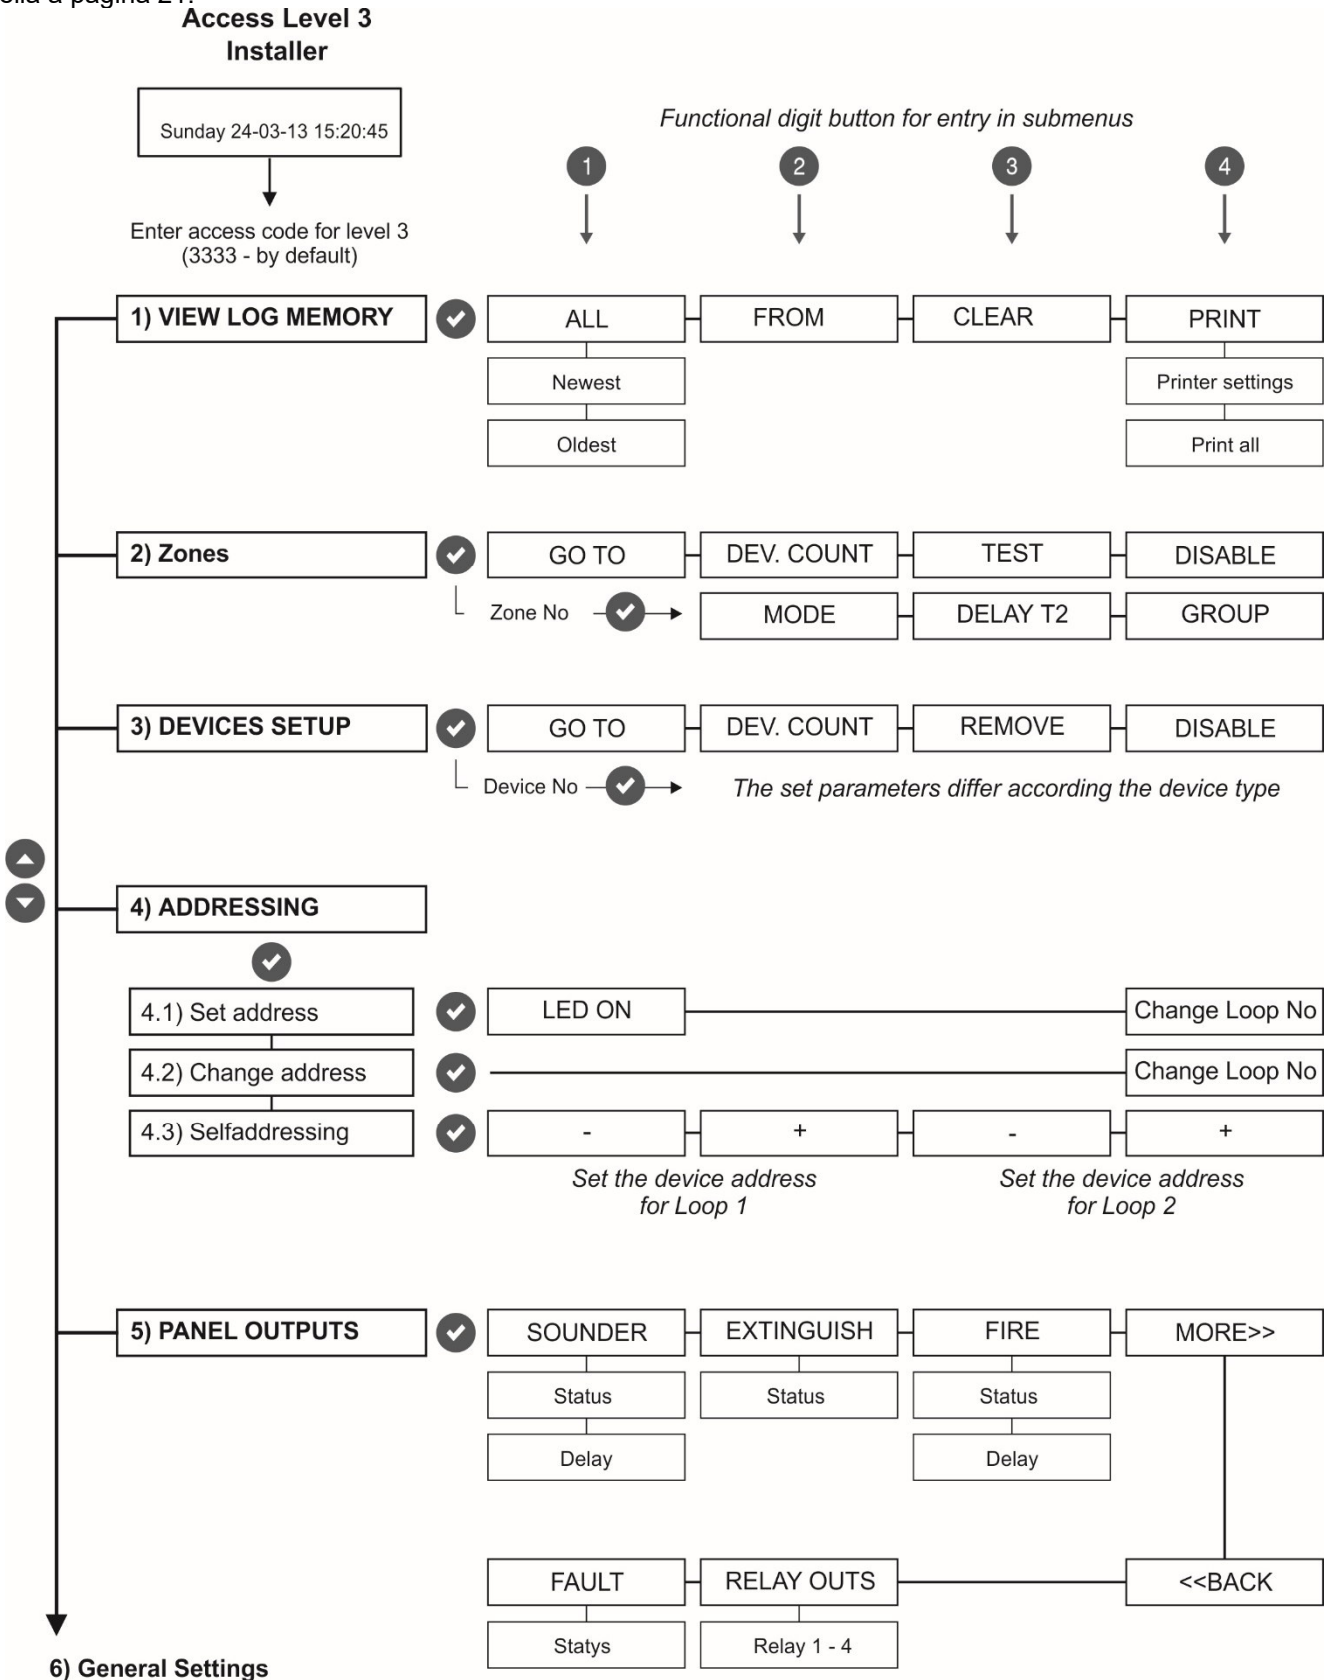 Access Level 3
Installer
Sunday 24-03-13 15:20:45
Functional digit button for entry in submenus
1
2
3
4
Enter access code for level 3
(3333 - by default)
1) VIEW LOG MEMORY
ALL
FROM
CLEAR
PRINT
Newest
Printer settings
Oldest
Print all
2) Zones
GO TO
DEV. COUNT
TEST
DISABLE
Zone No
MODE
DELAY T2
GROUP
3) DEVICES SETUP
GO TO
DEV. COUNT
REMOVE
DISABLE
Device No
The set parameters differ according the device type
4) ADDRESSING
4.1) Set address
LED ON
Change Loop No
4.2) Change address
Change Loop No
4.3) Selfaddressing
-
+
-
+
Set the device address
for Loop 1
Set the device address
for Loop 2
5) PANEL OUTPUTS
SOUNDER
EXTINGUISH
FIRE
MORE>>
Status
Status
Status
Delay
Delay
FAULT
RELAY OUTS
<<BACK
Statys
Relay 1 - 4
6) General Settings